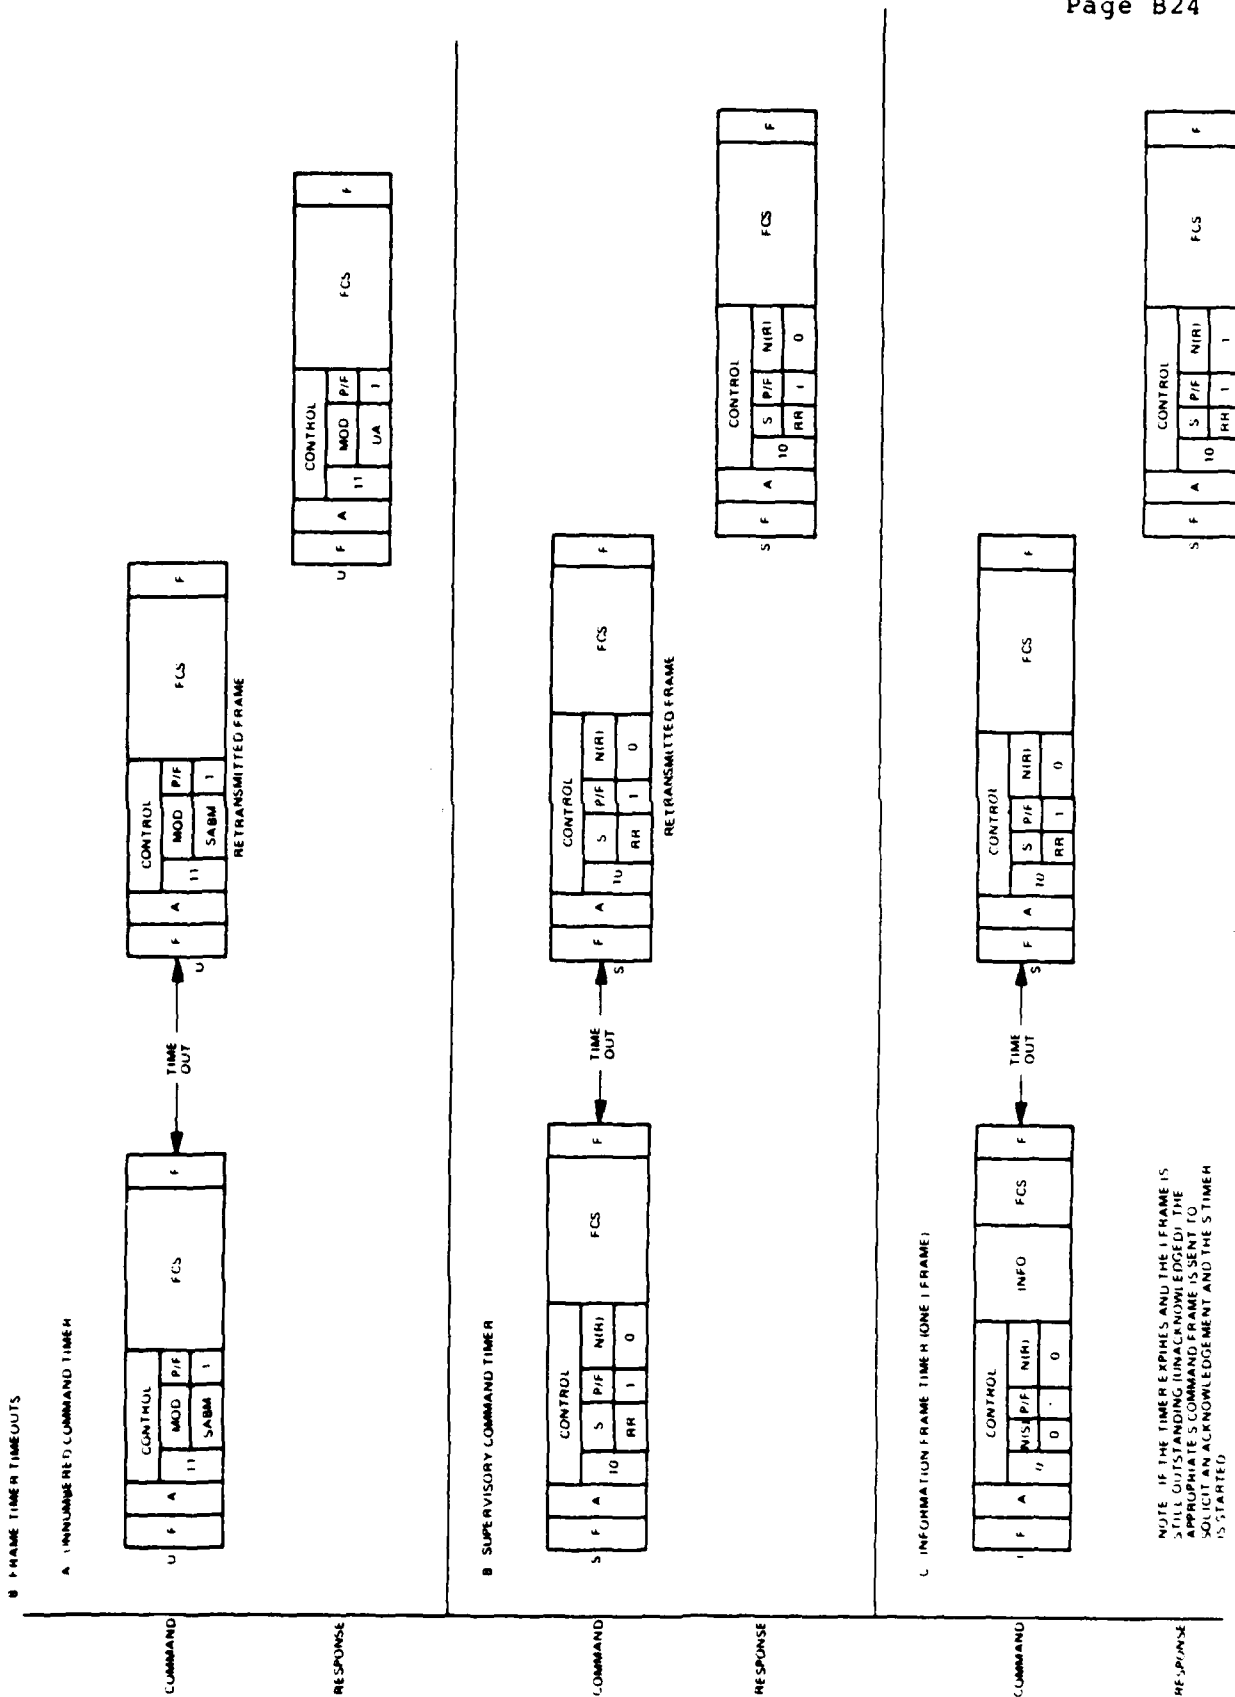 Page B24
8 FRAME TIMER TIMEOUTS
A UNNUMBERED COMMAND TIMER
COMMAND
U
F A CONTROL FCS F
11 MOD P/F
SABM 1
TIME
OUT
U
F A CONTROL FCS F
11 MOD P/F
SABM 1
RETRANSMITTED FRAME
RESPONSE
U
F A CONTROL FCS F
11 MOD P/F
UA 1
B SUPERVISORY COMMAND TIMER
COMMAND
S
F A CONTROL FCS F
10 S P/F N(R)
RR 1 0
TIME
OUT
S
F A CONTROL FCS F
10 S P/F N(R)
RR 1 0
RETRANSMITTED FRAME
RESPONSE
S
F A CONTROL FCS F
10 S P/F N(R)
RR 1 0
C INFORMATION FRAME TIMER (ONE I FRAME)
COMMAND
I
F A CONTROL INFO FCS F
0 N(S) P/F N(R)
0 0
TIME
OUT
S
F A CONTROL FCS F
10 S P/F N(R)
RR 1 0
RESPONSE
S
F A CONTROL FCS F
10 S P/F N(R)
RR 1 1
NOTE IF THE TIMER EXPIRES AND THE I FRAME IS
STILL OUTSTANDING (UNACKNOWLEDGED) THE
APPROPRIATE S COMMAND FRAME IS SENT TO
SOLICIT AN ACKNOWLEDGEMENT AND THE S TIMER
IS STARTED